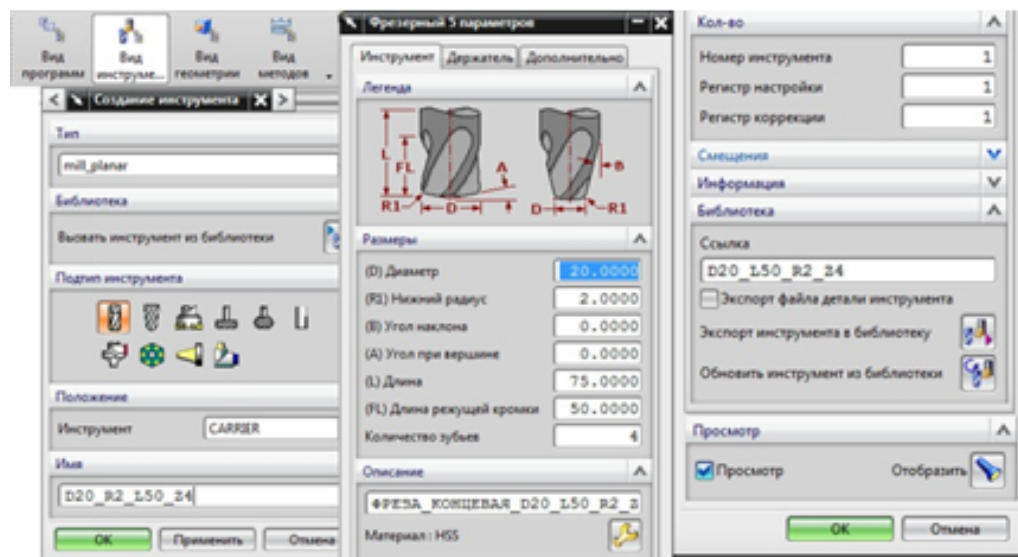 Вид программ
Вид инструме...
Вид геометрии
Вид методов
Создание инструмента
Тип
mill_planar
Библиотека
Вызвать инструмент из библиотеки
Подтип инструмента
Положение
Инструмент
CARRIER
Имя
D20_R2_L50_Z4
ОК
Применить
Отмена
Фрезерный 5 параметров
Инструмент
Держатель
Дополнительно
Легенда
L
FL
A
B
R1
D
D
R1
Размеры
(D) Диаметр 20.0000
(R1) Нижний радиус 2.0000
(B) Угол наклона 0.0000
(A) Угол при вершине 0.0000
(L) Длина 75.0000
(FL) Длина режущей кромки 50.0000
Количество зубьев 4
Описание
ФРЕЗА_КОНЦЕВАЯ_D20_L50_R2_Z
Материал : HSS
Кол-во
Номер инструмента 1
Регистр настройки 1
Регистр коррекции 1
Смещения
Информация
Библиотека
Ссылка
D20_L50_R2_Z4
Экспорт файла детали инструмента
Экспорт инструмента в библиотеку
Обновить инструмент из библиотеки
Просмотр
Просмотр
Отобразить
ОК
Отмена